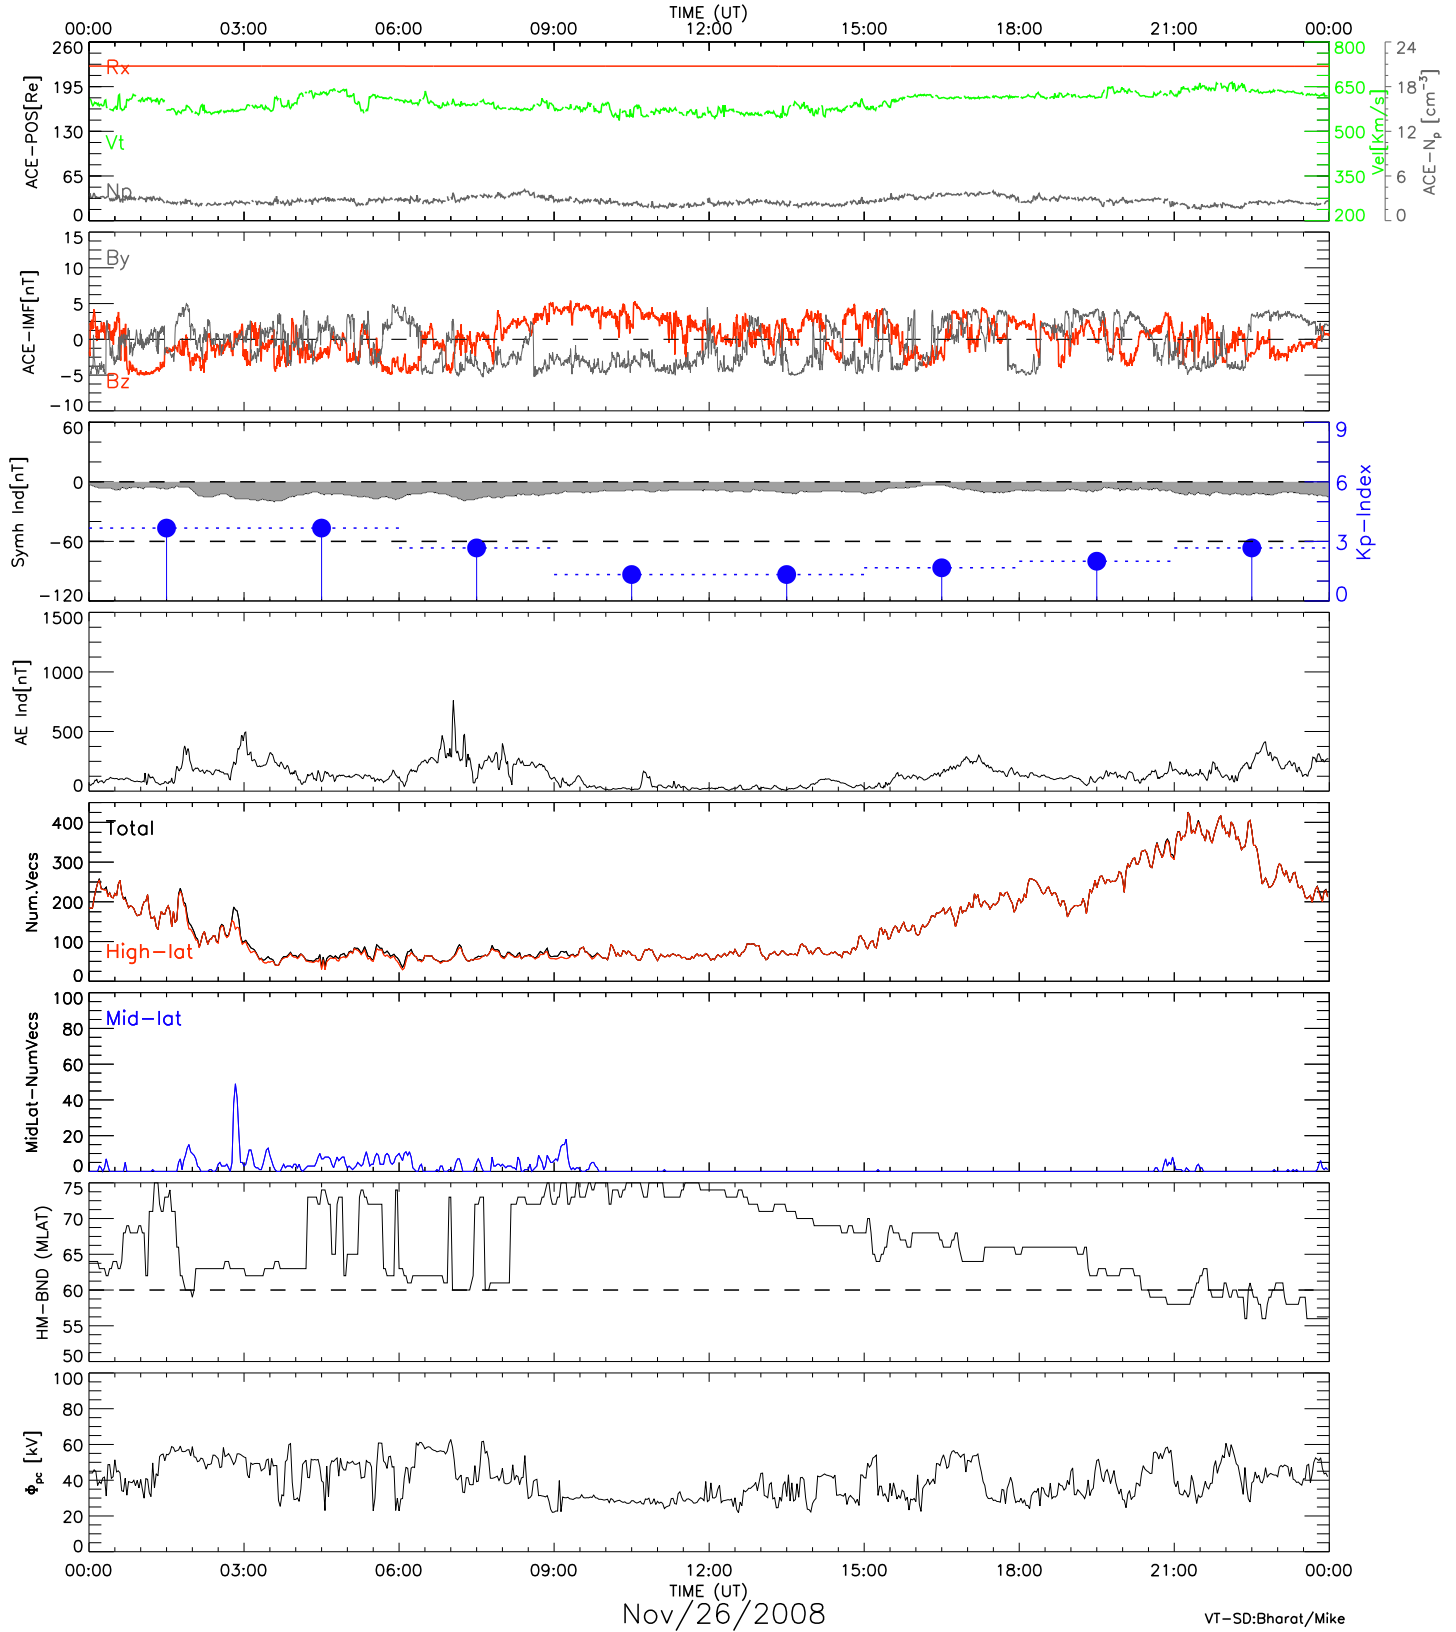 TIME (UT)
00:00 03:00 06:00 09:00 12:00 15:00 18:00 21:00 00:00
260 195 130 65 0
ACE-POS[Re]
Rx
Vt
Np
800 650 500 350 200
Vel[Km/s]
24 18 12 6 0
ACE-Np [cm-3]
15 10 5 0 -5 -10
ACE-IMF[nT]
By
Bz
60 0 -60 -120
Symh Ind[nT]
9 6 3 0
Kp-Index
1500 1000 500 0
AE Ind[nT]
400 300 200 100 0
Num.Vecs
Total
High-lat
100 80 60 40 20 0
MidLat-NumVecs
Mid-lat
75 70 65 60 55 50
HM-BND (MLAT)
100 80 60 40 20 0
Φpc [kV]
00:00 03:00 06:00 09:00 12:00 15:00 18:00 21:00 00:00
TIME (UT)
Nov/26/2008
VT-SD:Bharat/Mike